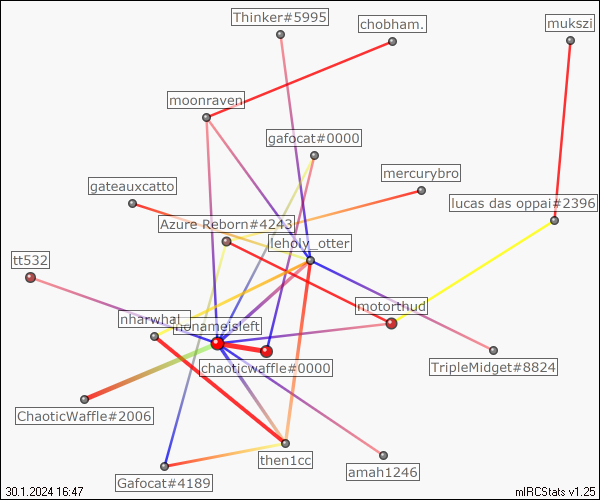 Thinker#5995
chobham.
mukszi
moonraven
gafocat#0000
mercurybro
gateauxcatto
lucas das oppai#2396
Azure Reborn#4243
leholy_otter
tt532
motorthud
nharwhal_
nonameisleft
chaoticwaffle#0000
TripleMidget#8824
ChaoticWaffle#2006
then1cc
amah1246
Gafocat#4189
30.1.2024 16:47
mIRCStats v1.25